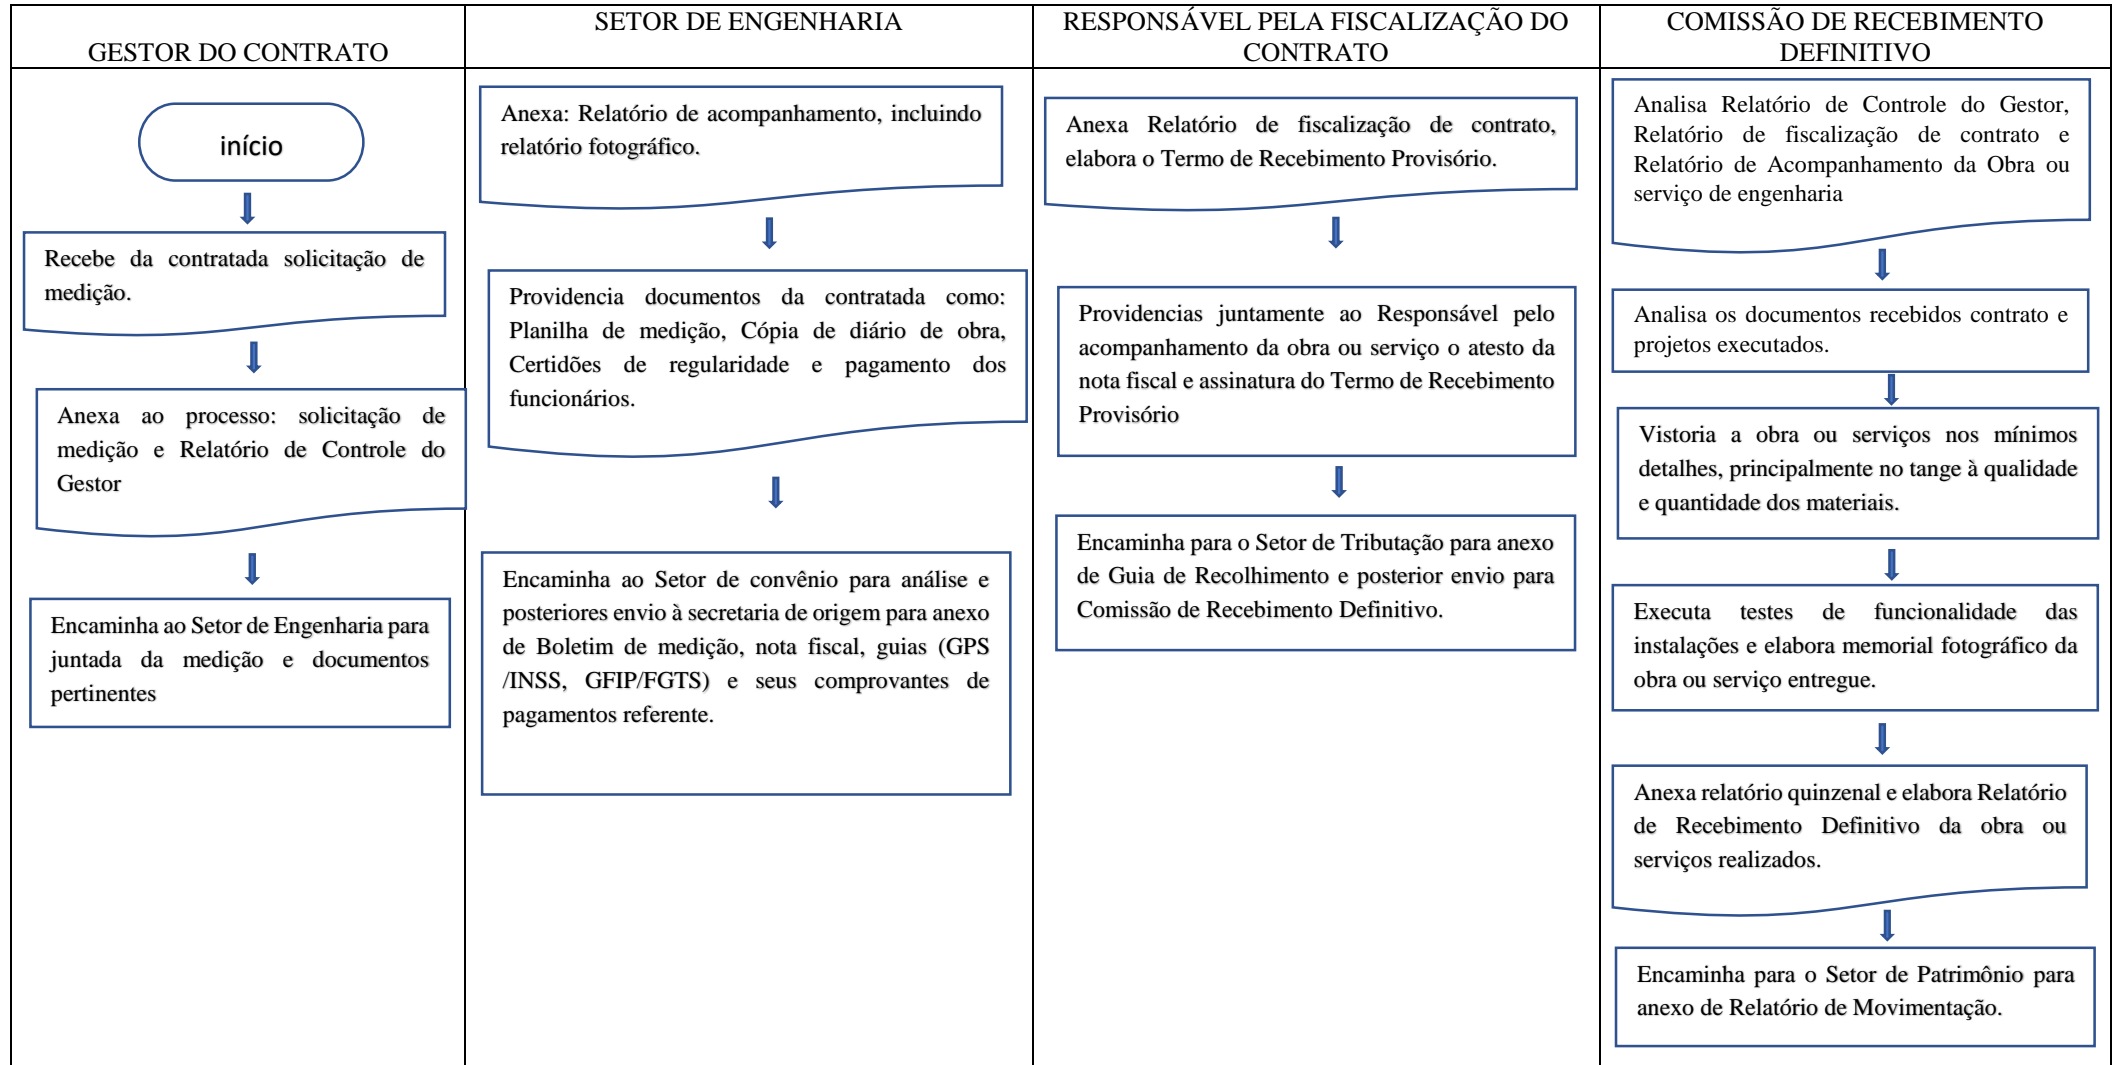 GESTOR DO CONTRATO
início
Recebe da contratada solicitação de
medição.
Anexa ao processo: solicitação de
medição e Relatório de Controle do
Gestor
Encaminha ao Setor de Engenharia para
juntada da medição e documentos
pertinentes
SETOR DE ENGENHARIA
Anexa: Relatório de acompanhamento, incluindo
relatório fotográfico.
Providencia documentos da contratada como:
Planilha de medição, Cópia de diário de obra,
Certidões de regularidade e pagamento dos
funcionários.
Encaminha ao Setor de convênio para análise e
posteriores envio à secretaria de origem para anexo
de Boletim de medição, nota fiscal, guias (GPS
/INSS, GFIP/FGTS) e seus comprovantes de
pagamentos referente.
RESPONSÁVEL PELA FISCALIZAÇÃO DO
CONTRATO
Anexa Relatório de fiscalização de contrato,
elabora o Termo de Recebimento Provisório.
Providencias juntamente ao Responsável pelo
acompanhamento da obra ou serviço o atesto da
nota fiscal e assinatura do Termo de Recebimento
Provisório
Encaminha para o Setor de Tributação para anexo
de Guia de Recolhimento e posterior envio para
Comissão de Recebimento Definitivo.
COMISSÃO DE RECEBIMENTO
DEFINITIVO
Analisa Relatório de Controle do Gestor,
Relatório de fiscalização de contrato e
Relatório de Acompanhamento da Obra ou
serviço de engenharia
Analisa os documentos recebidos contrato e
projetos executados.
Vistoria a obra ou serviços nos mínimos
detalhes, principalmente no tange à qualidade
e quantidade dos materiais.
Executa testes de funcionalidade das
instalações e elabora memorial fotográfico da
obra ou serviço entregue.
Anexa relatório quinzenal e elabora Relatório
de Recebimento Definitivo da obra ou
serviços realizados.
Encaminha para o Setor de Patrimônio para
anexo de Relatório de Movimentação.